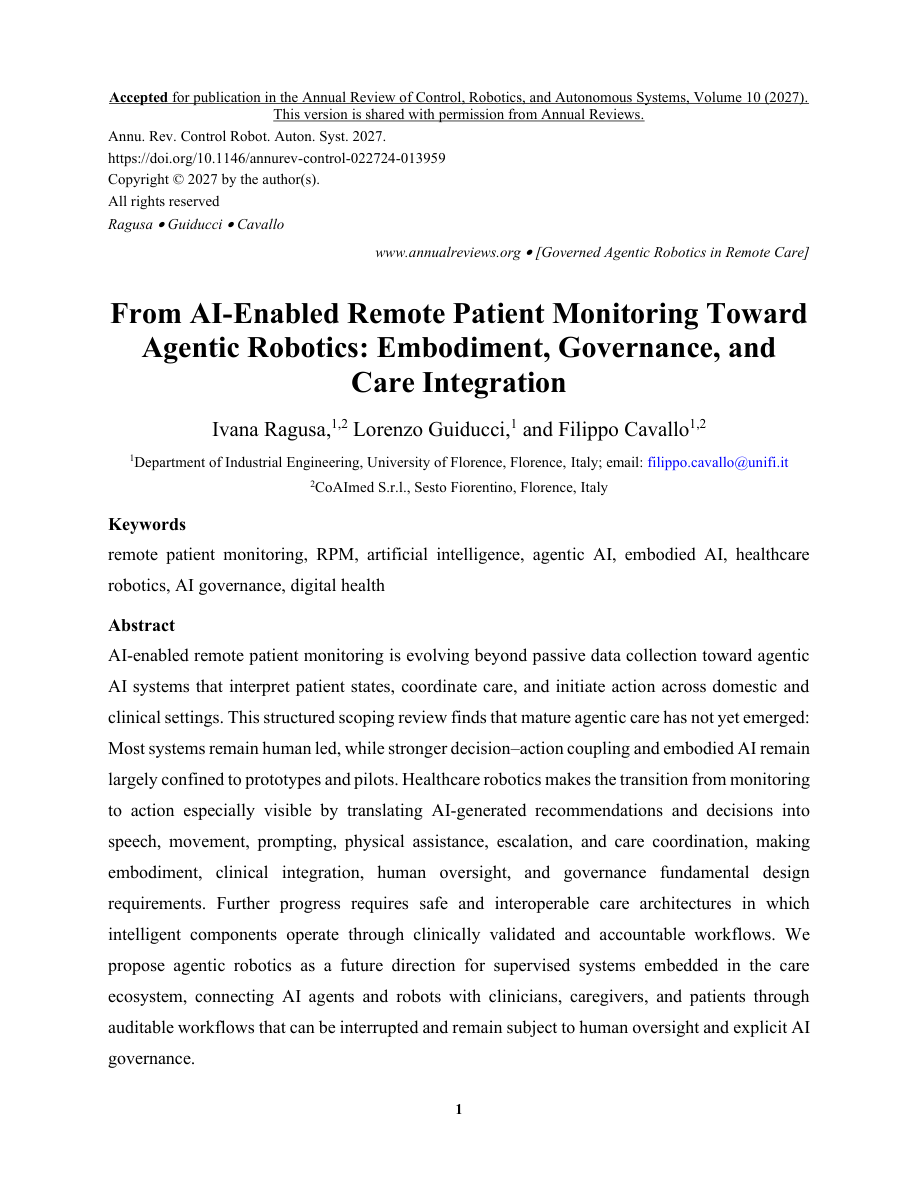 Accepted for publication in the Annual Review of Control, Robotics, and Autonomous Systems, Volume 10 (2027).
This version is shared with permission from Annual Reviews.
Annu. Rev. Control Robot. Auton. Syst. 2027.
https://doi.org/10.1146/annurev-control-022724-013959
Copyright © 2027 by the author(s).
All rights reserved
Ragusa • Guiducci • Cavallo
www.annualreviews.org • [Governed Agentic Robotics in Remote Care]
From AI-Enabled Remote Patient Monitoring Toward
Agentic Robotics: Embodiment, Governance, and
Care Integration
Ivana Ragusa,1,2 Lorenzo Guiducci,1 and Filippo Cavallo1,2
1Department of Industrial Engineering, University of Florence, Florence, Italy; email: filippo.cavallo@unifi.it
2CoAImed S.r.l., Sesto Fiorentino, Florence, Italy
Keywords
remote patient monitoring, RPM, artificial intelligence, agentic AI, embodied AI, healthcare
robotics, AI governance, digital health
Abstract
AI-enabled remote patient monitoring is evolving beyond passive data collection toward agentic
AI systems that interpret patient states, coordinate care, and initiate action across domestic and
clinical settings. This structured scoping review finds that mature agentic care has not yet emerged:
Most systems remain human led, while stronger decision–action coupling and embodied AI remain
largely confined to prototypes and pilots. Healthcare robotics makes the transition from monitoring
to action especially visible by translating AI-generated recommendations and decisions into
speech, movement, prompting, physical assistance, escalation, and care coordination, making
embodiment, clinical integration, human oversight, and governance fundamental design
requirements. Further progress requires safe and interoperable care architectures in which
intelligent components operate through clinically validated and accountable workflows. We
propose agentic robotics as a future direction for supervised systems embedded in the care
ecosystem, connecting AI agents and robots with clinicians, caregivers, and patients through
auditable workflows that can be interrupted and remain subject to human oversight and explicit AI
governance.
1